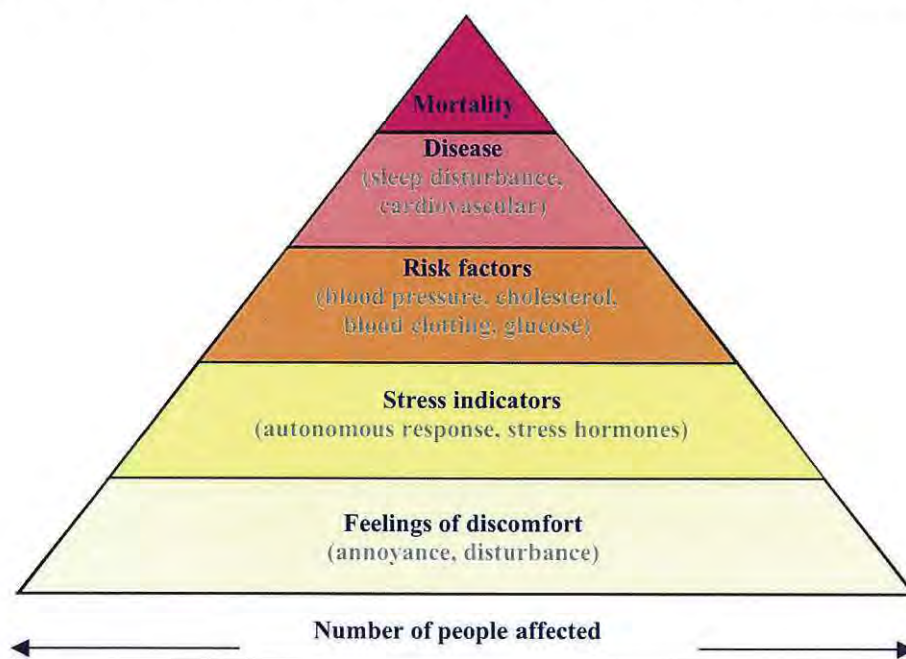 Mortality
Disease
(sleep disturbance,
cardiovascular)
Risk factors
(blood pressure, cholesterol,
blood clotting, glucose)
Stress indicators
(autonomous response, stress hormones)
Feelings of discomfort
(annoyance, disturbance)
Number of people affected